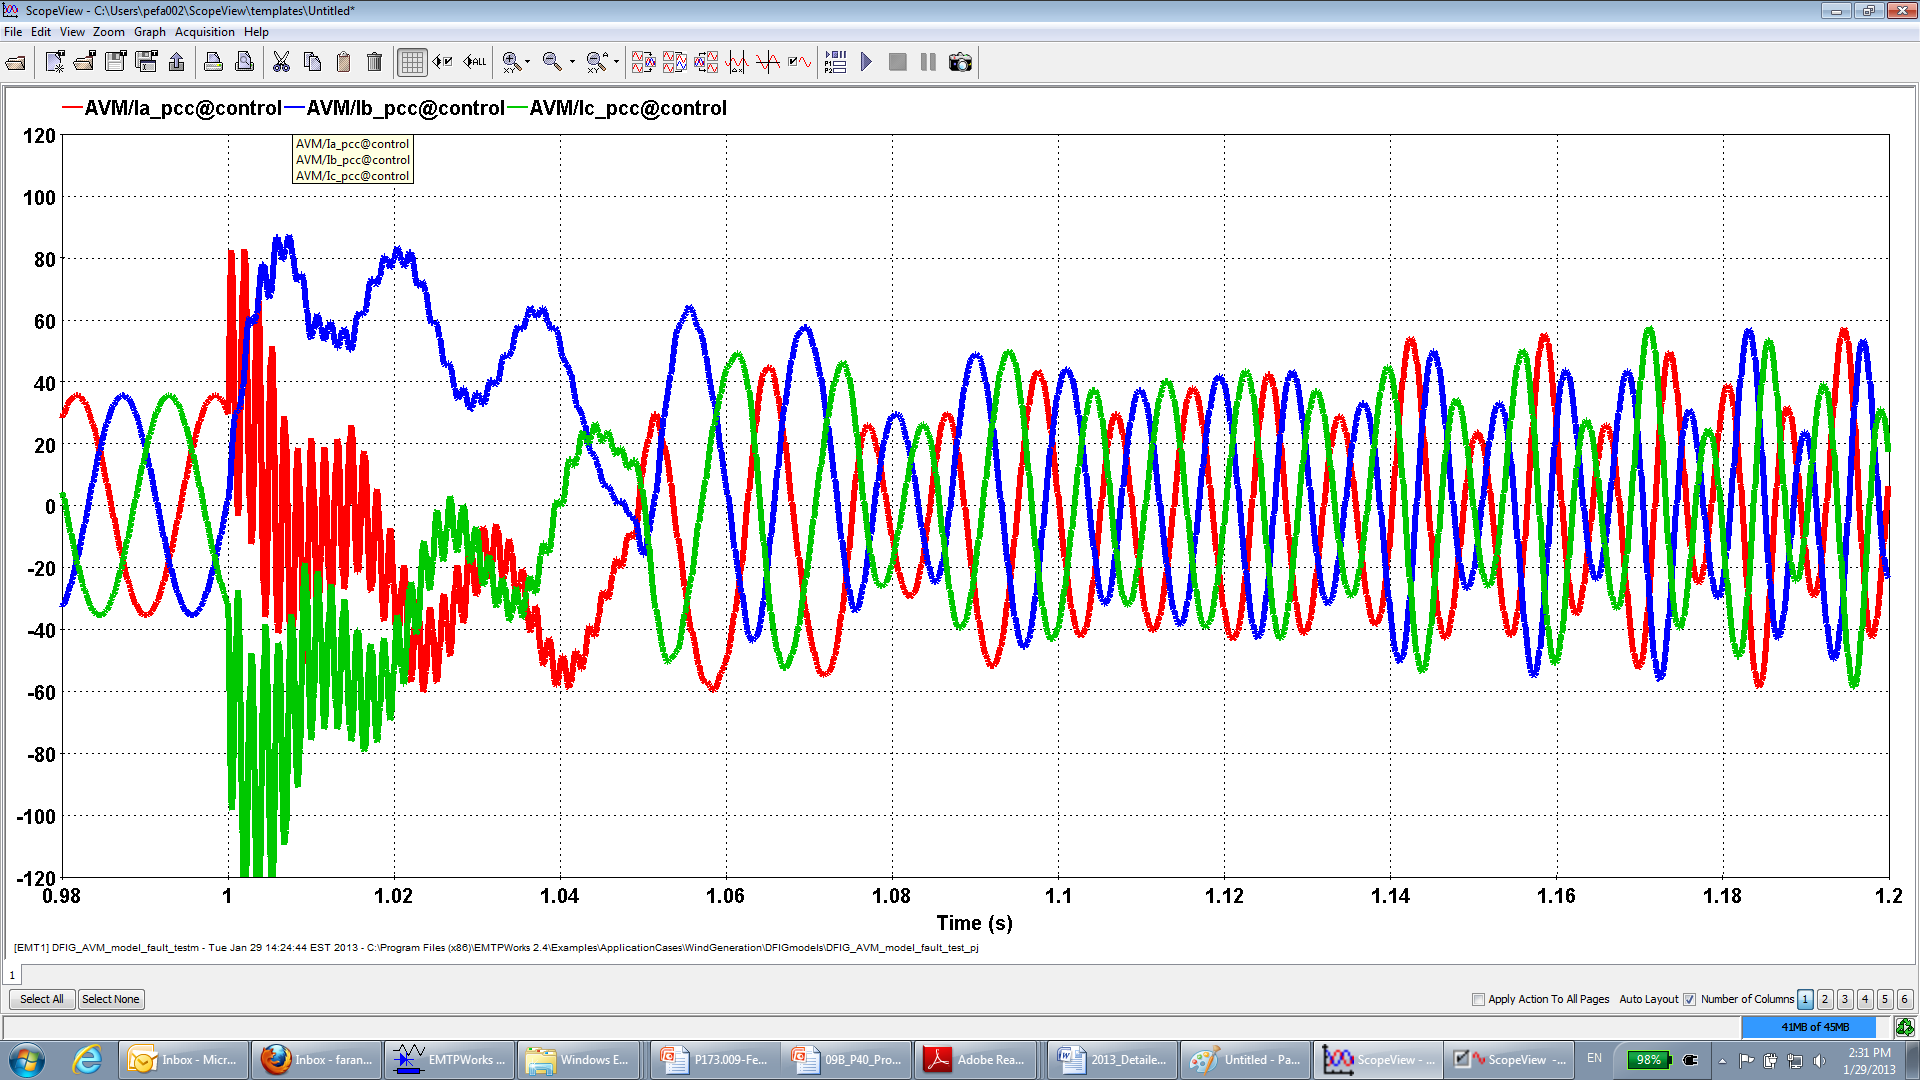 ScopeView - C:\Users\pefa002\ScopeView\templates\Untitled*
File Edit View Zoom Graph Acquisition Help
AVM/Ia_pcc@control AVM/Ib_pcc@control AVM/Ic_pcc@control
AVM/Ia_pcc@control
AVM/Ib_pcc@control
AVM/Ic_pcc@control
120
100
80
60
40
20
0
-20
-40
-60
-80
-100
-120
0.98 1 1.02 1.04 1.06 1.08 1.1 1.12 1.14 1.16 1.18 1.2
Time (s)
[EMT1] DFIG_AVM_model_fault_testm - Tue Jan 29 14:24:44 EST 2013 - C:\Program Files (x86)\EMTPWorks 2.4\Examples\ApplicationCases\WindGeneration\DFIGmodels\DFIG_AVM_model_fault_test_pj
1
Select All Select None Apply Action To All Pages Auto Layout Number of Columns 1 2 3 4 5 6
41MB of 45MB
Inbox - Micr... Inbox - faran... EMTPWorks ... Windows E... P173.009-Fe... 09B_P40_Pro... Adobe Rea... 2013_Detaile... Untitled - Pa... ScopeView - ... ScopeView -... EN 98% 2:31 PM
1/29/2013